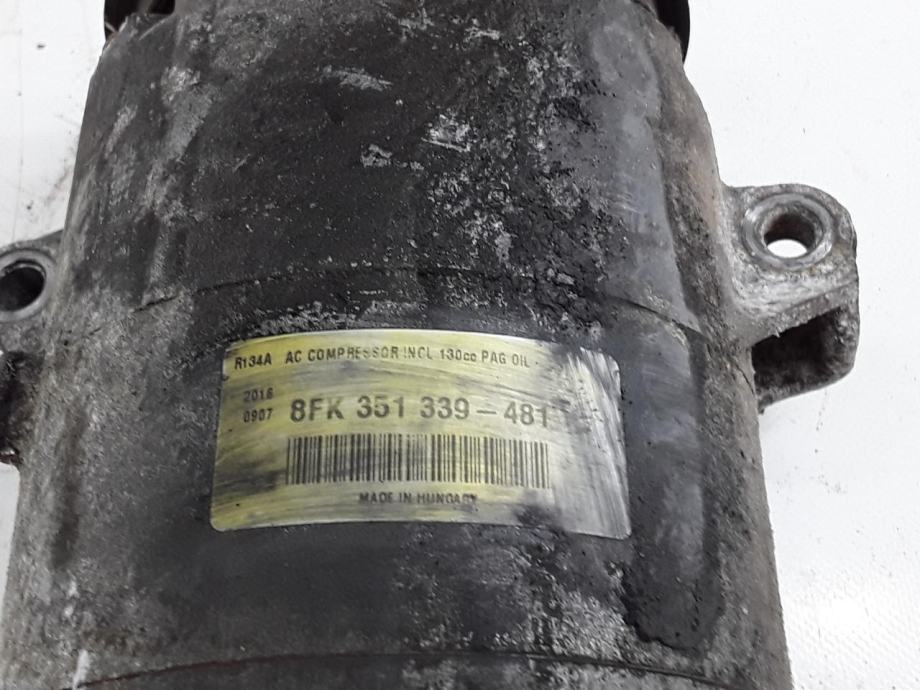 R134A AC COMPRESSOR INCL 130cc PAG OIL
2016
0907 8FK 351 339-481
MADE IN HUNGARY